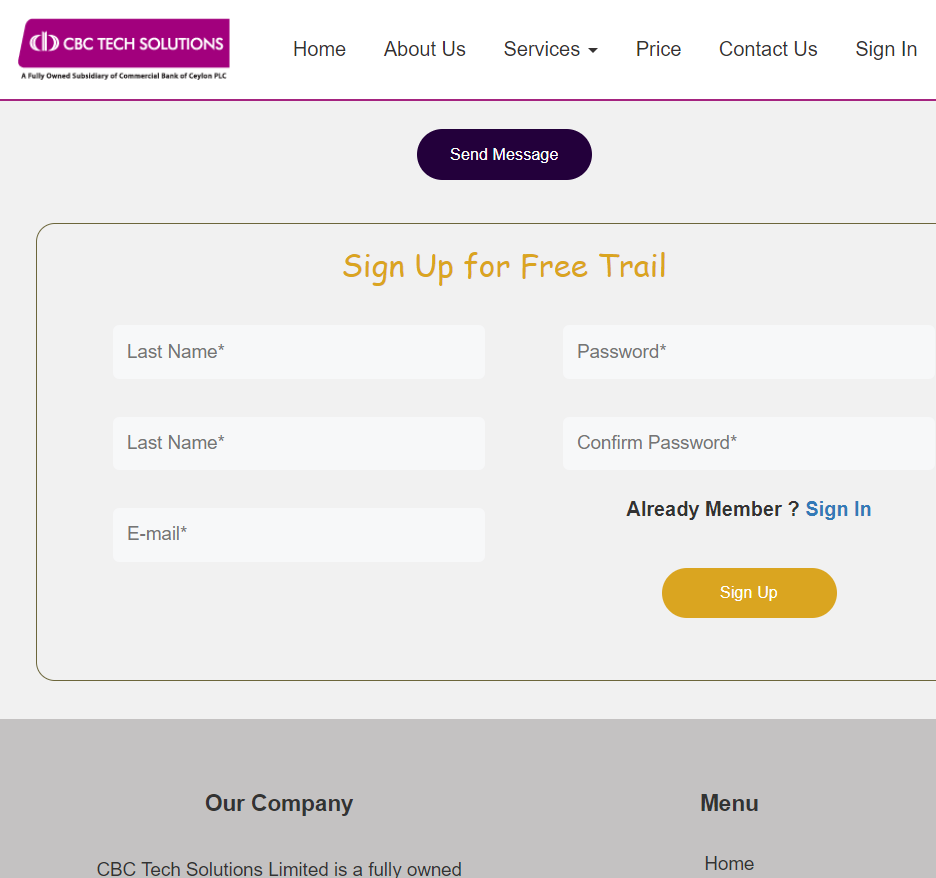 CBC TECH SOLUTIONS
A Fully Owned Subsidiary of Commercial Bank of Ceylon PLC
Home About Us Services Price Contact Us Sign In
Send Message
Sign Up for Free Trail
Last Name* Password*
Last Name* Confirm Password*
Already Member ? Sign In
E-mail*
Sign Up
Our Company Menu
CBC Tech Solutions Limited is a fully owned Home